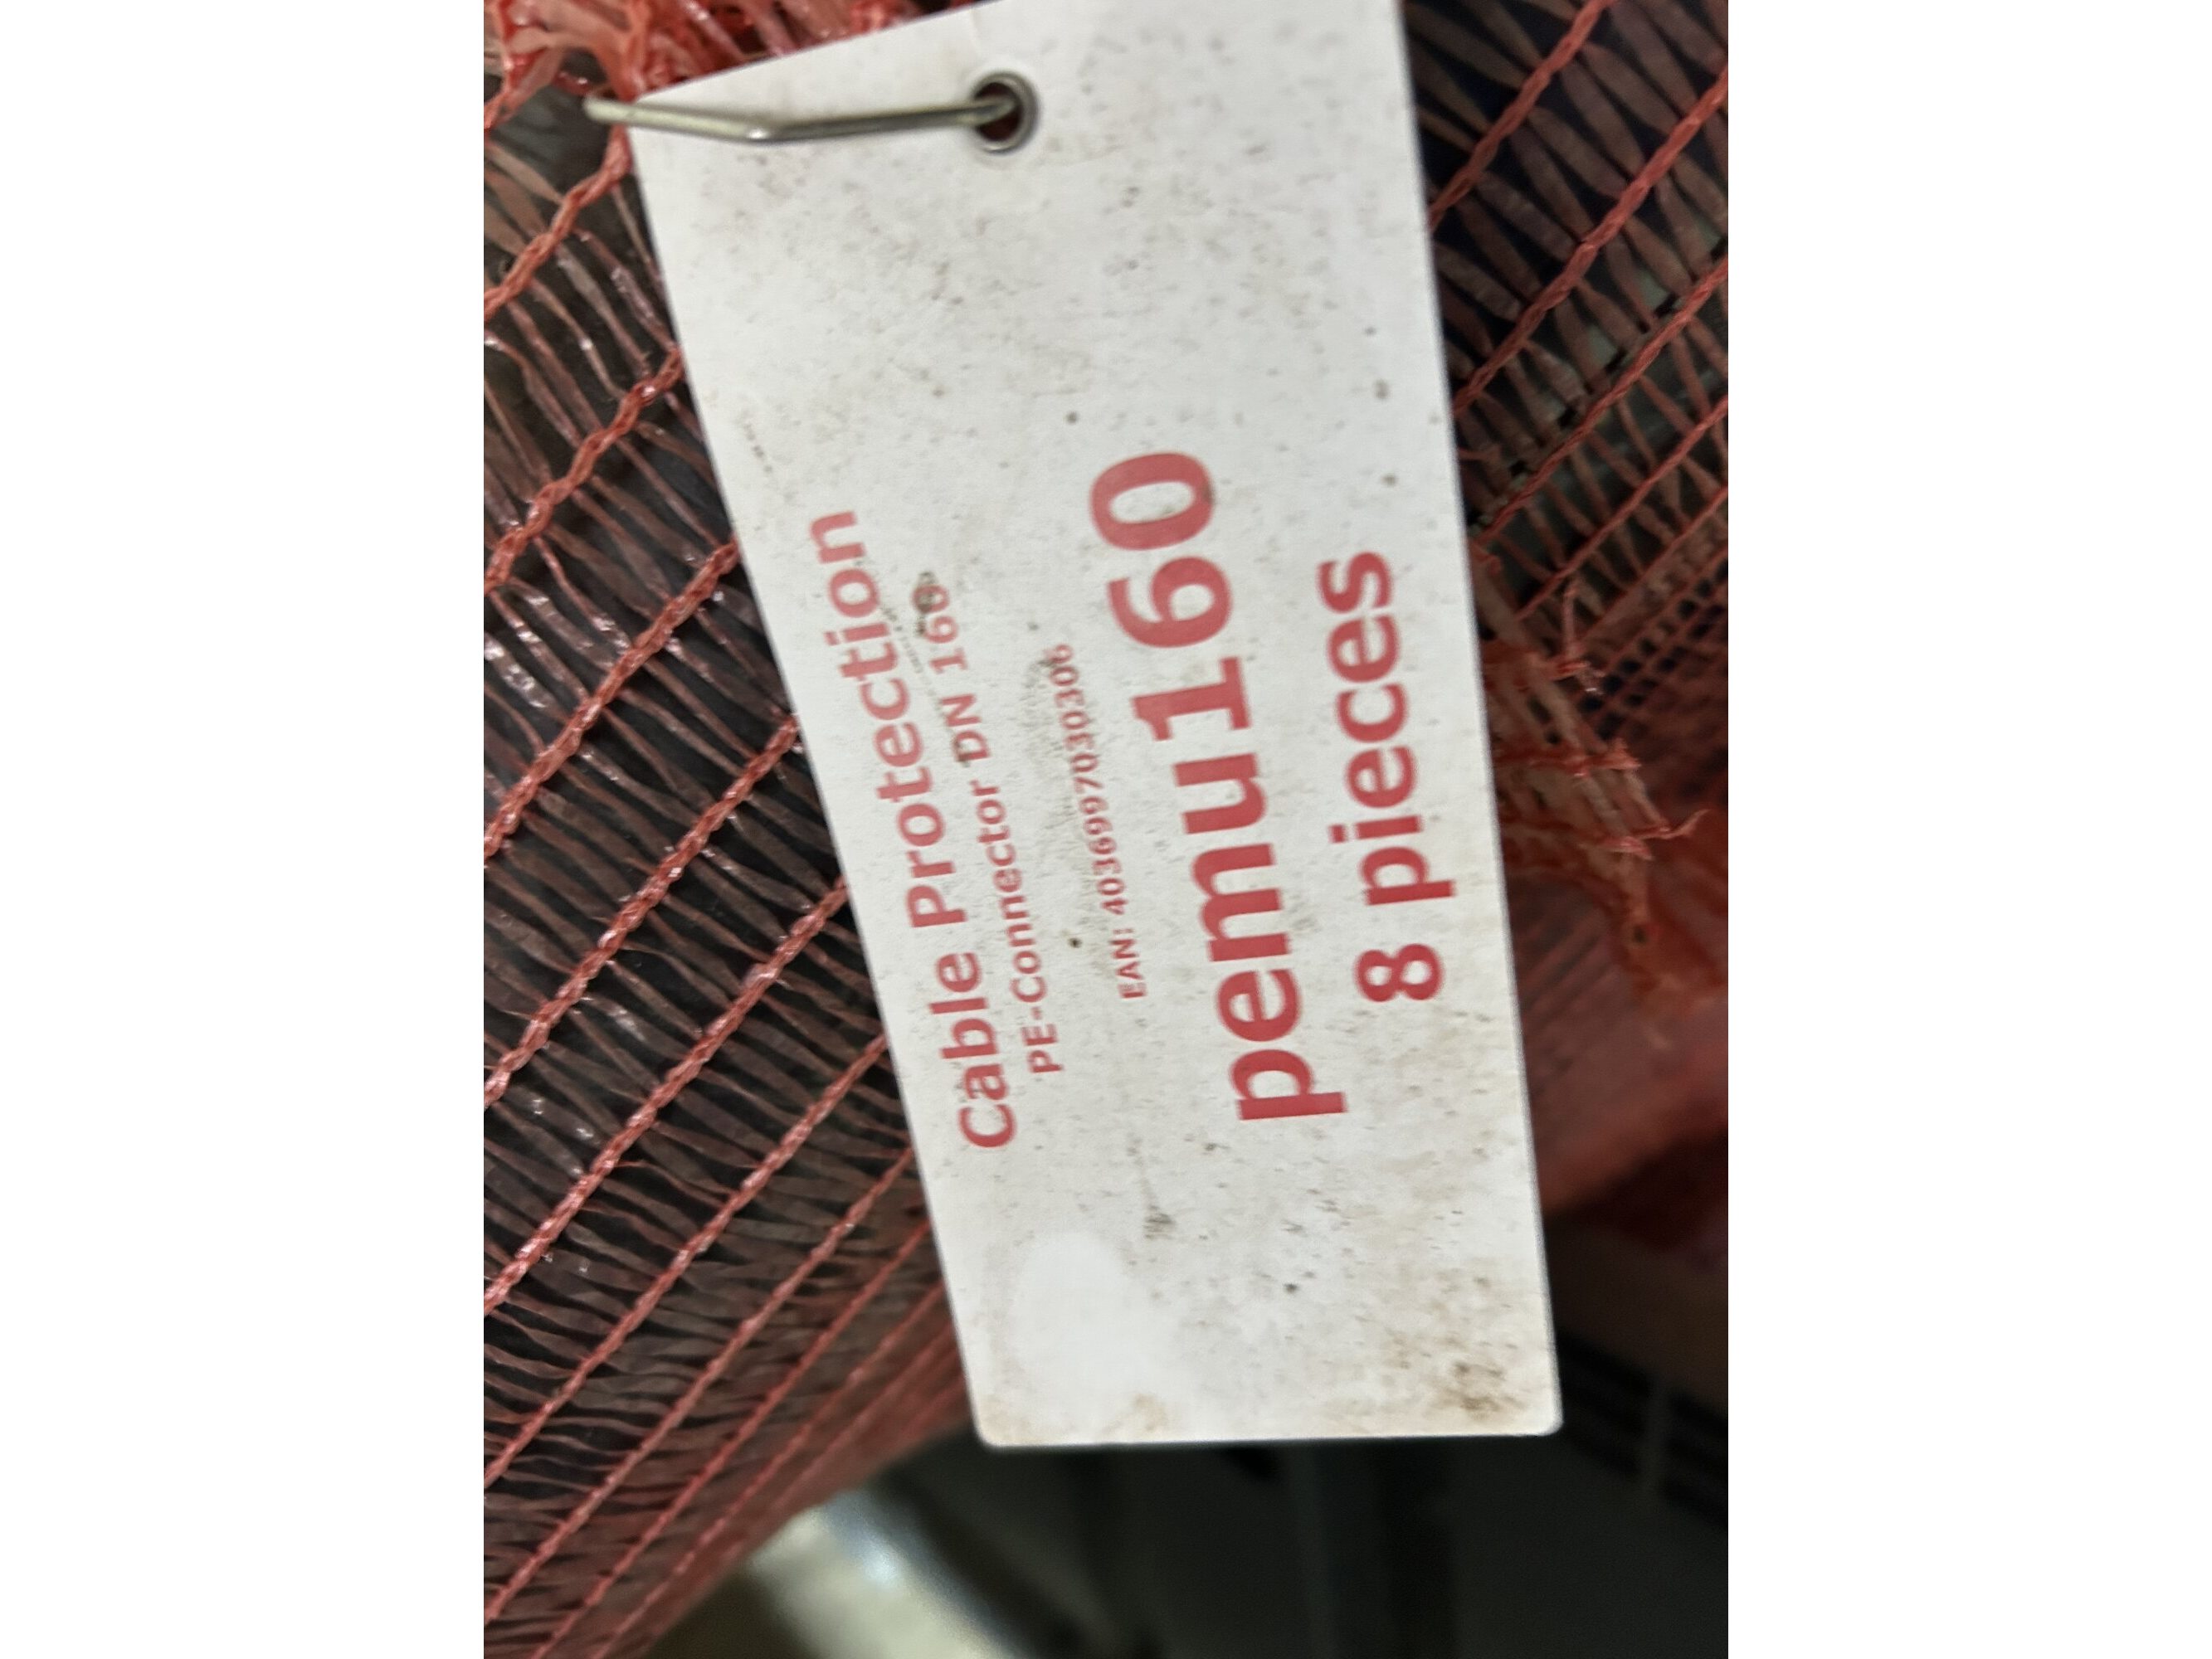 Cable Protection
PE-Connector DN 160
EAN: 4036997030306
pemu160
8 pieces